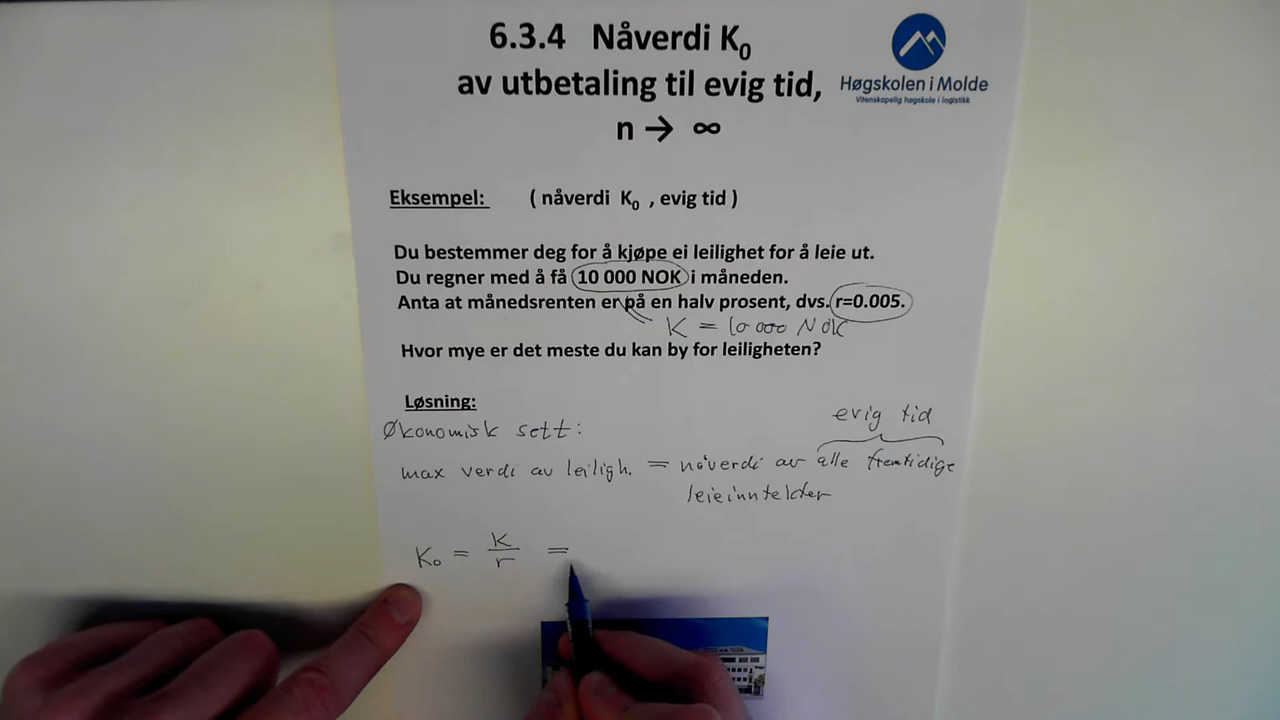 6.3.4 Nåverdi K₀
av utbetaling til evig tid,
n → ∞
Høgskolen i Molde
Vitenskapelig høgskole i logistikk
Eksempel: ( nåverdi K₀ , evig tid )
Du bestemmer deg for å kjøpe ei leilighet for å leie ut.
Du regner med å få 10 000 NOK i måneden.
Anta at månedsrenten er på en halv prosent, dvs. r=0.005.
K = 10 000 NOK
Hvor mye er det meste du kan by for leiligheten?
Løsning:
Økonomisk sett:
evig tid
max verdi av leiligh. = nåverdi av alle fremtidige
leieinntekter
K₀ = K/r =